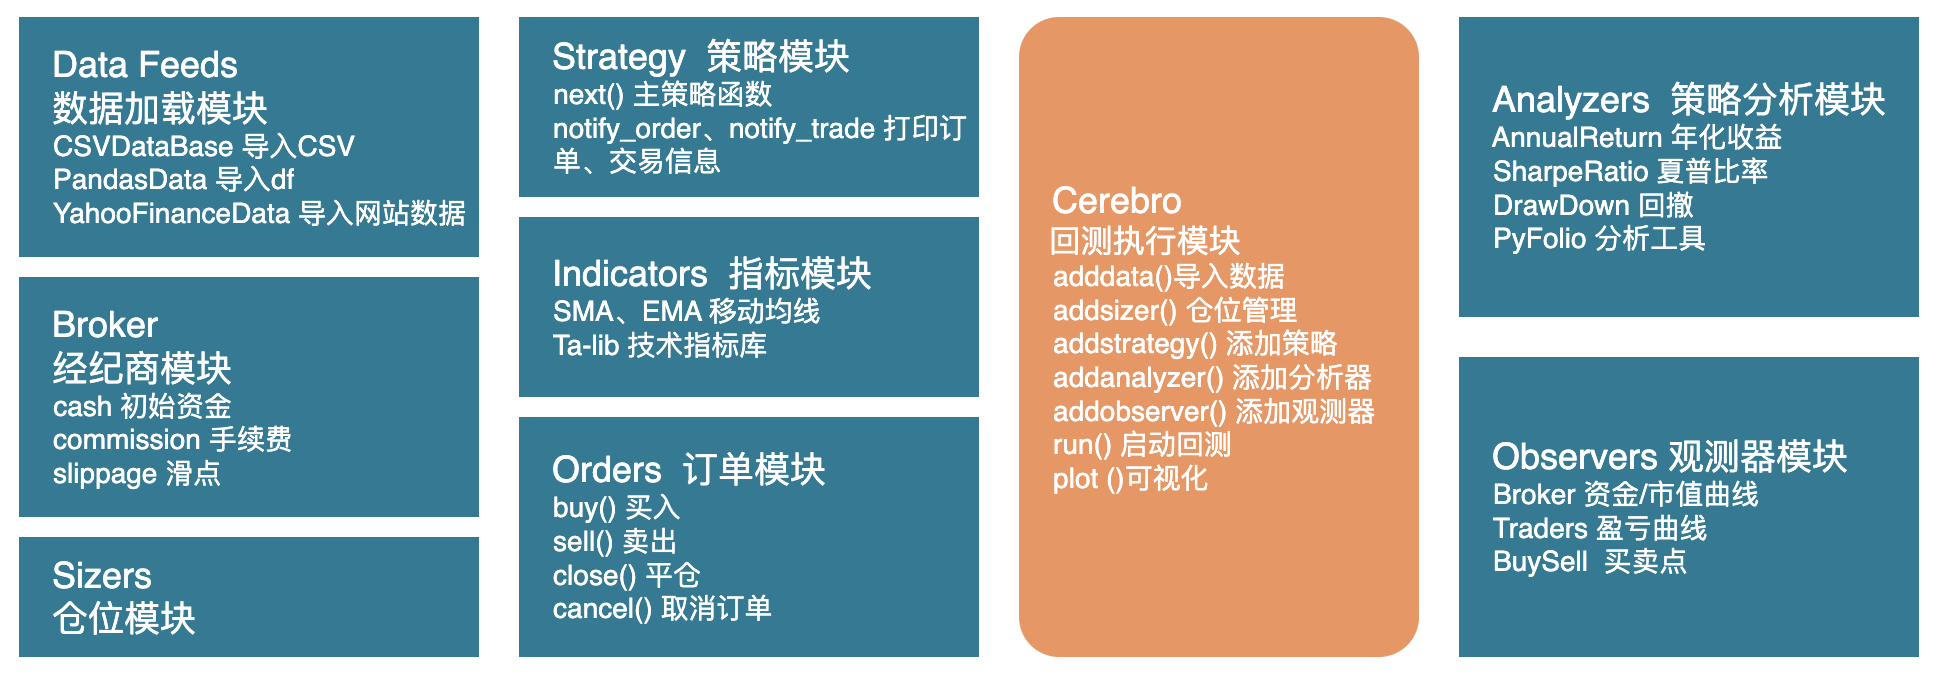 Data Feeds
数据加载模块
CSVDataBase 导入CSV
PandasData 导入df
YahooFinanceData 导入网站数据
Broker
经纪商模块
cash 初始资金
commission 手续费
slippage 滑点
Sizers
仓位模块
Strategy 策略模块
next() 主策略函数
notify_order、notify_trade 打印订
单、交易信息
Indicators 指标模块
SMA、EMA 移动均线
Ta-lib 技术指标库
Orders 订单模块
buy() 买入
sell() 卖出
close() 平仓
cancel() 取消订单
Cerebro
回测执行模块
adddata()导入数据
addsizer() 仓位管理
addstrategy() 添加策略
addanalyzer() 添加分析器
addobserver() 添加观测器
run() 启动回测
plot ()可视化
Analyzers 策略分析模块
AnnualReturn 年化收益
SharpeRatio 夏普比率
DrawDown 回撤
PyFolio 分析工具
Observers 观测器模块
Broker 资金/市值曲线
Traders 盈亏曲线
BuySell 买卖点